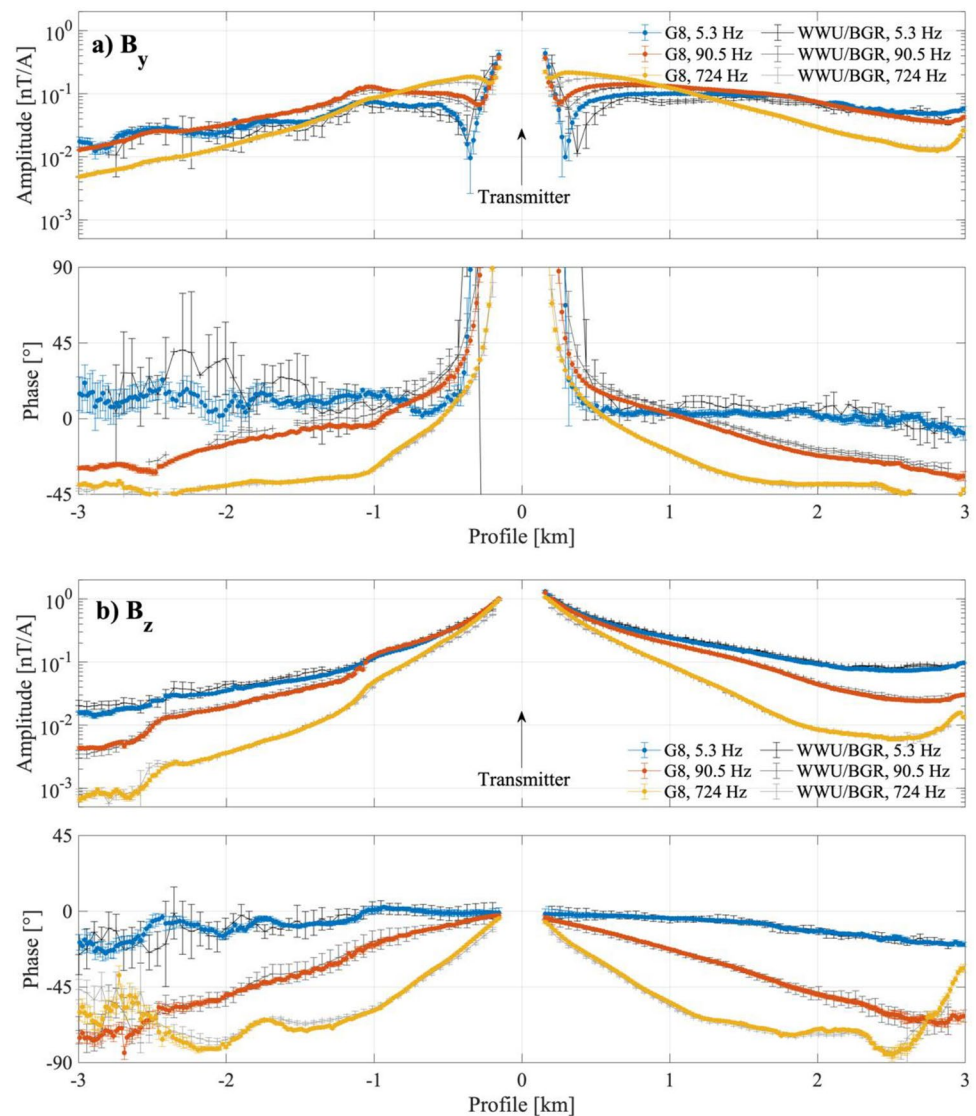 a) By
G8, 5.3 Hz WWU/BGR, 5.3 Hz
G8, 90.5 Hz WWU/BGR, 90.5 Hz
G8, 724 Hz WWU/BGR, 724 Hz
Amplitude [nT/A]
10^0
10^-1
10^-2
10^-3
Transmitter
Phase [°]
90
45
0
-45
-3 -2 -1 0 1 2 3
Profile [km]
b) Bz
Amplitude [nT/A]
10^0
10^-1
10^-2
10^-3
Transmitter
G8, 5.3 Hz WWU/BGR, 5.3 Hz
G8, 90.5 Hz WWU/BGR, 90.5 Hz
G8, 724 Hz WWU/BGR, 724 Hz
Phase [°]
45
0
-45
-90
-3 -2 -1 0 1 2 3
Profile [km]